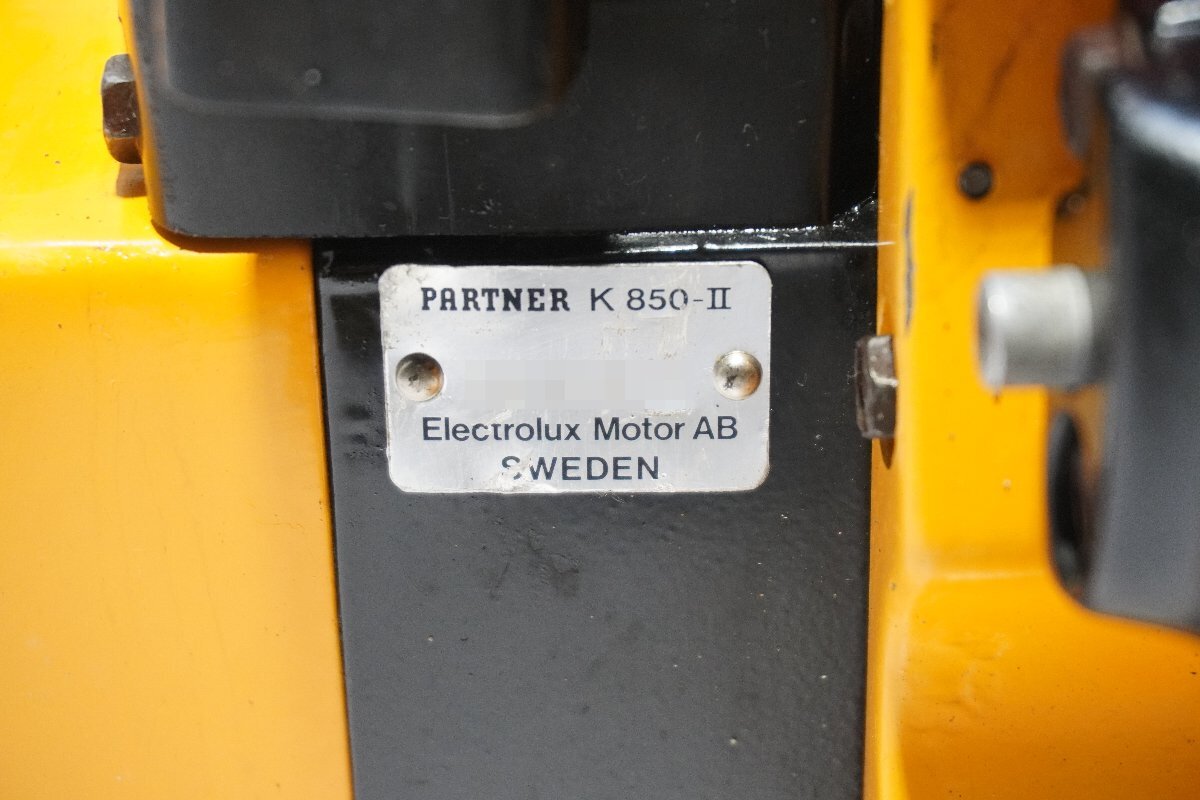 PARTNER K 850-II
Electrolux Motor AB
SWEDEN